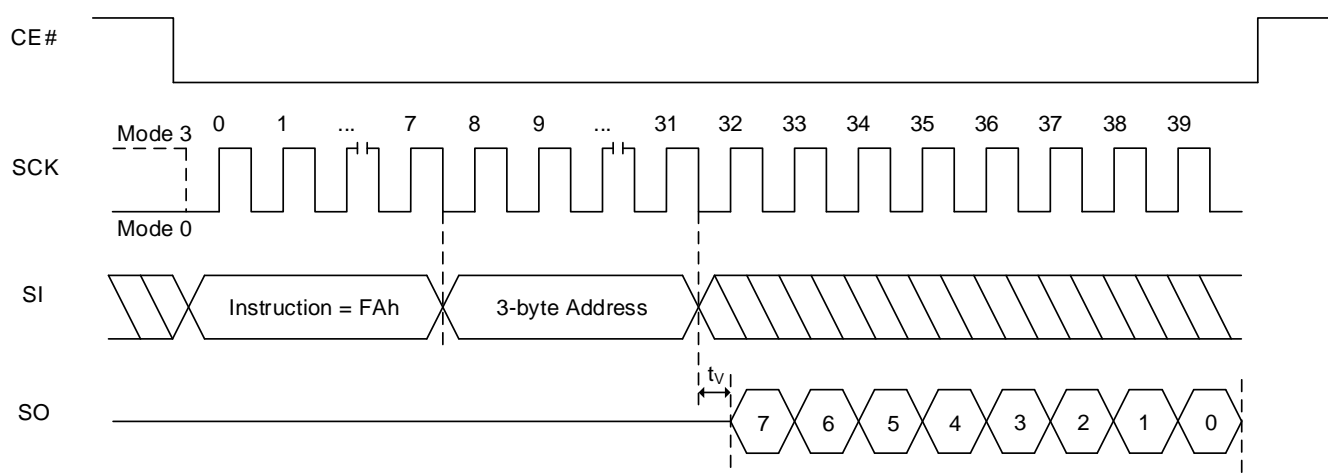 CE#
Mode 3 0 1 ... 7 8 9 ... 31 32 33 34 35 36 37 38 39
SCK
Mode 0
SI Instruction = FAh 3-byte Address
tV
SO 7 6 5 4 3 2 1 0